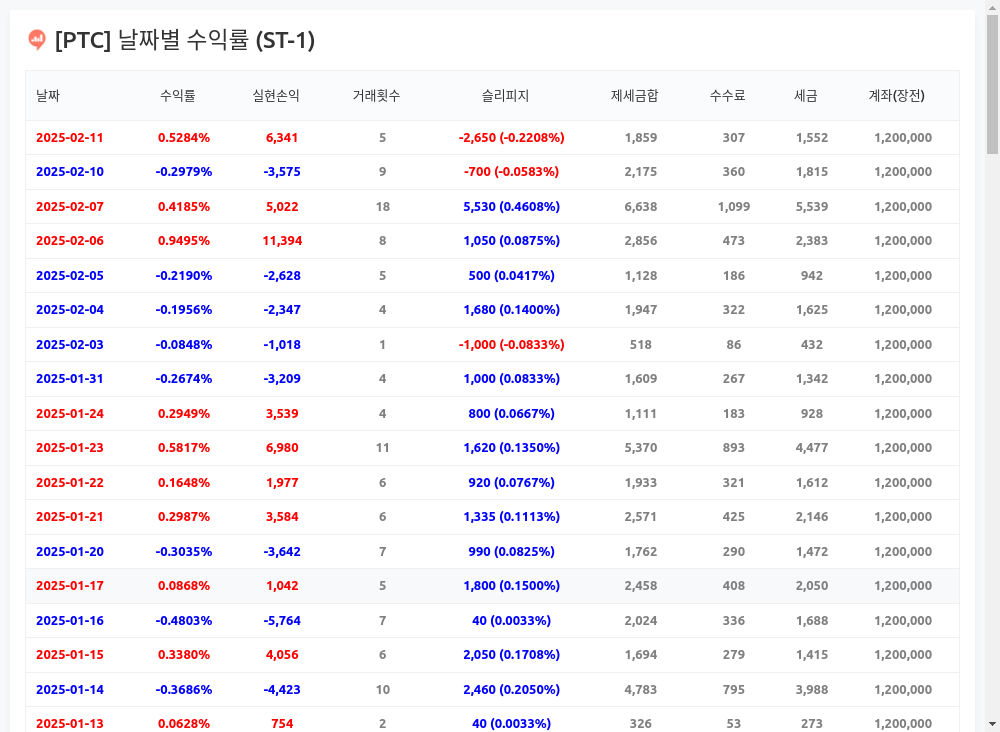 [PTC] 날짜별 수익률 (ST-1)
날짜 수익률 실현손익 거래횟수 슬리피지 제세금합 수수료 세금 계좌(장전)
2025-02-11 0.5284% 6,341 5 -2,650 (-0.2208%) 1,859 307 1,552 1,200,000
2025-02-10 -0.2979% -3,575 9 -700 (-0.0583%) 2,175 360 1,815 1,200,000
2025-02-07 0.4185% 5,022 18 5,530 (0.4608%) 6,638 1,099 5,539 1,200,000
2025-02-06 0.9495% 11,394 8 1,050 (0.0875%) 2,856 473 2,383 1,200,000
2025-02-05 -0.2190% -2,628 5 500 (0.0417%) 1,128 186 942 1,200,000
2025-02-04 -0.1956% -2,347 4 1,680 (0.1400%) 1,947 322 1,625 1,200,000
2025-02-03 -0.0848% -1,018 1 -1,000 (-0.0833%) 518 86 432 1,200,000
2025-01-31 -0.2674% -3,209 4 1,000 (0.0833%) 1,609 267 1,342 1,200,000
2025-01-24 0.2949% 3,539 4 800 (0.0667%) 1,111 183 928 1,200,000
2025-01-23 0.5817% 6,980 11 1,620 (0.1350%) 5,370 893 4,477 1,200,000
2025-01-22 0.1648% 1,977 6 920 (0.0767%) 1,933 321 1,612 1,200,000
2025-01-21 0.2987% 3,584 6 1,335 (0.1113%) 2,571 425 2,146 1,200,000
2025-01-20 -0.3035% -3,642 7 990 (0.0825%) 1,762 290 1,472 1,200,000
2025-01-17 0.0868% 1,042 5 1,800 (0.1500%) 2,458 408 2,050 1,200,000
2025-01-16 -0.4803% -5,764 7 40 (0.0033%) 2,024 336 1,688 1,200,000
2025-01-15 0.3380% 4,056 6 2,050 (0.1708%) 1,694 279 1,415 1,200,000
2025-01-14 -0.3686% -4,423 10 2,460 (0.2050%) 4,783 795 3,988 1,200,000
2025-01-13 0.0628% 754 2 40 (0.0033%) 326 53 273 1,200,000